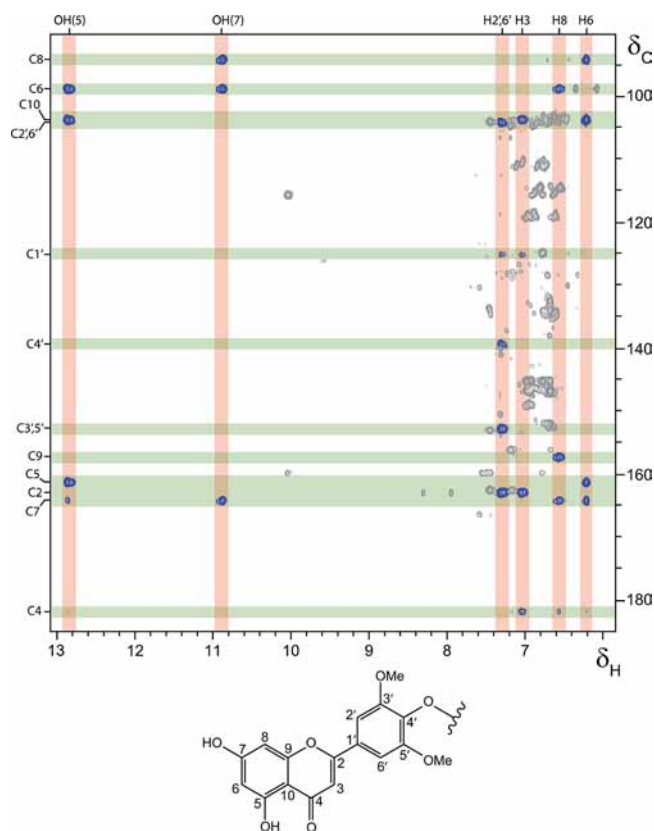 OH(5) OH(7) H2;6' H3 H8 H6
C8
C6
C10
C2;6'
C1'
C4'
C3;5'
C9
C5
C2
C7
C4
δC
100
120
140
160
180
13 12 11 10 9 8 7
δH
OMe
3'
O
2'
4'
8
1'
HO
7
9
O
2
5'
OMe
6'
6
10
3
5
4
OH
O